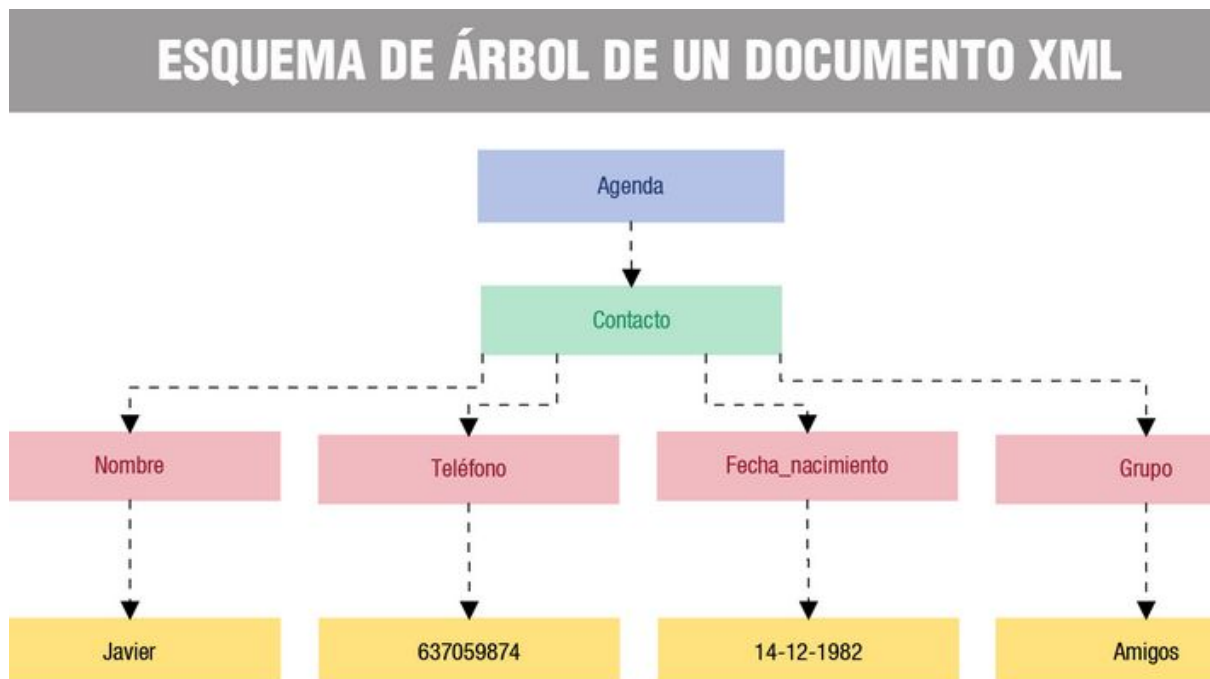 ESQUEMA DE ÁRBOL DE UN DOCUMENTO XML
Agenda
Contacto
Nombre
Teléfono
Fecha_nacimiento
Grupo
Javier
637059874
14-12-1982
Amigos